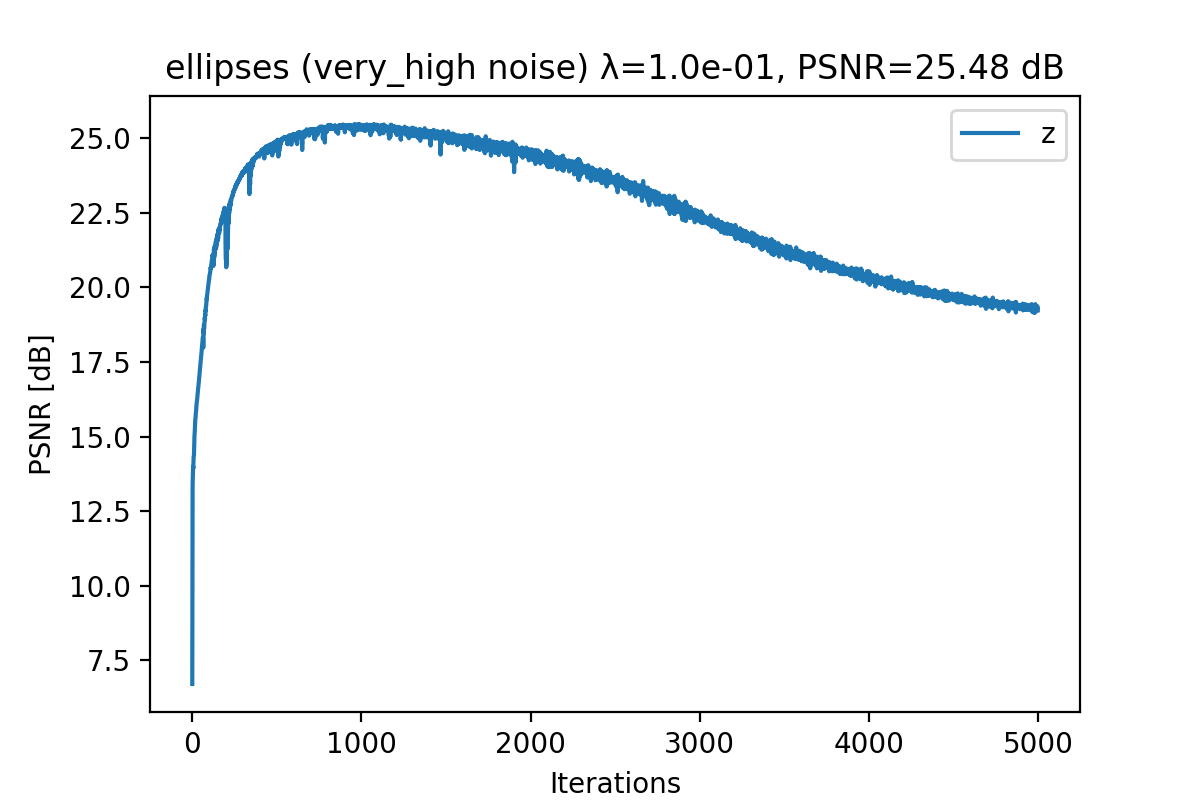 ellipses (very_high noise) λ=1.0e-01, PSNR=25.48 dB
z
25.0
22.5
20.0
17.5
15.0
12.5
10.0
7.5
PSNR [dB]
0 1000 2000 3000 4000 5000
Iterations